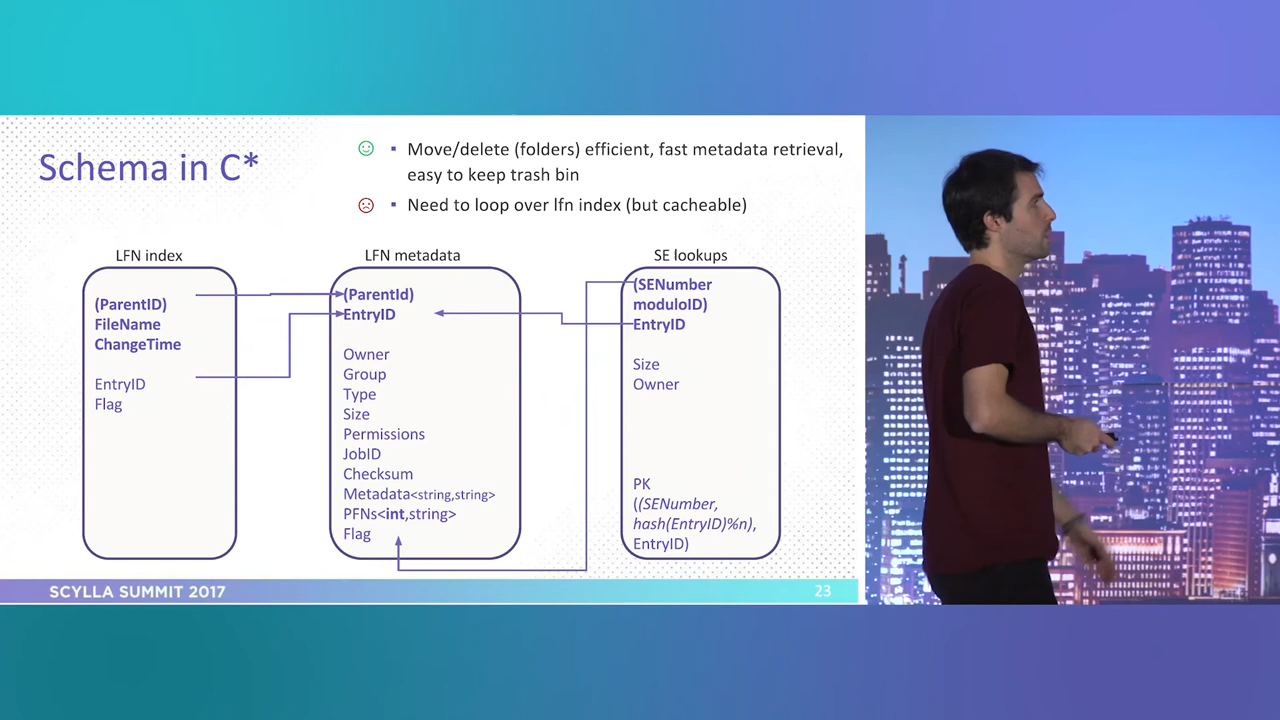 Schema in C*
▪ Move/delete (folders) efficient, fast metadata retrieval,
easy to keep trash bin
▪ Need to loop over lfn index (but cacheable)
LFN index
(ParentID)
FileName
ChangeTime
EntryID
Flag
LFN metadata
(ParentId)
EntryID
Owner
Group
Type
Size
Permissions
JobID
Checksum
Metadata<string,string>
PFNs<int,string>
Flag
SE lookups
(SENumber
moduloID)
EntryID
Size
Owner
PK
((SENumber,
hash(EntryID)%n),
EntryID)
SCYLLA SUMMIT 2017
23